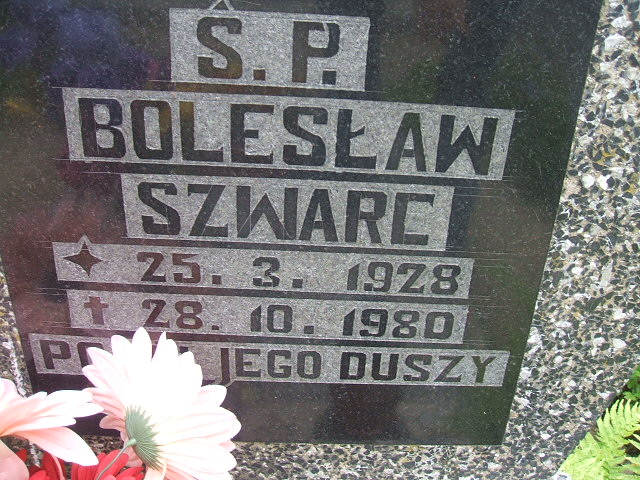 Ś. P.
BOLESŁAW
SZWARC
25. 3. 1928
28. 10. 1980
JEGO DUSZY